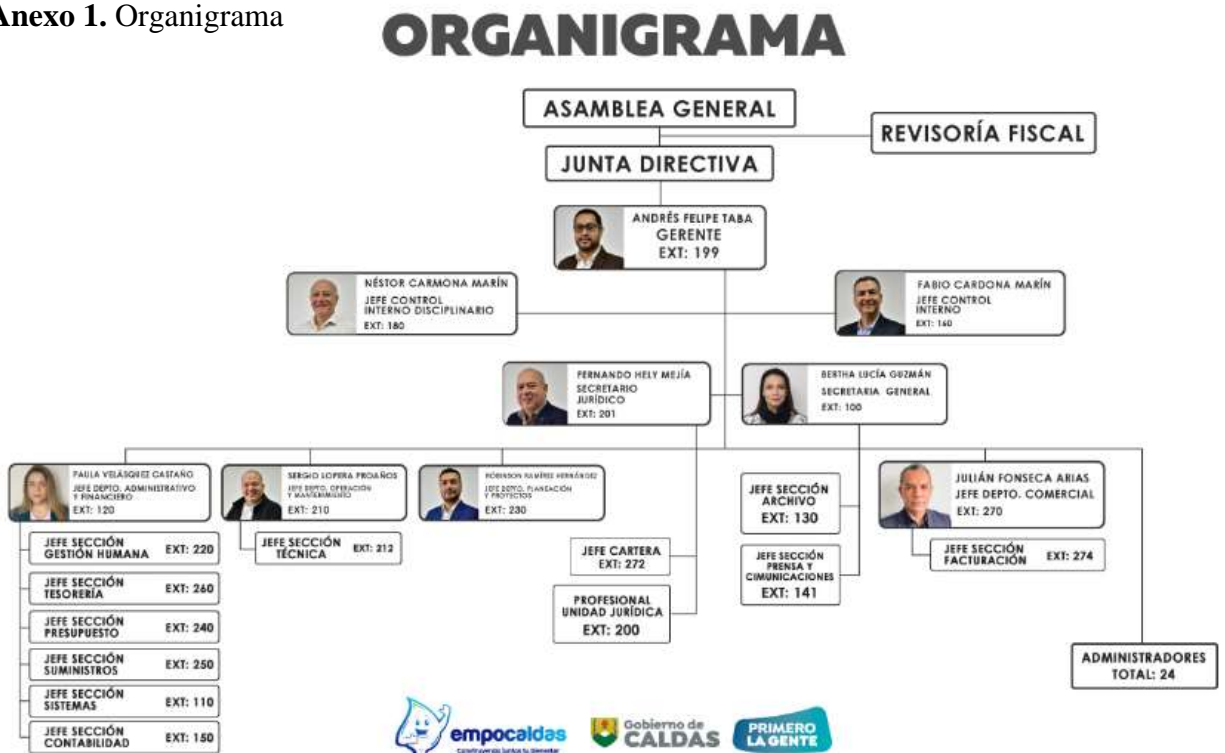 Anexo 1. Organigrama
ORGANIGRAMA
ASAMBLEA GENERAL
REVISORÍA FISCAL
JUNTA DIRECTIVA
ANDRÉS FELIPE TABA
GERENTE
EXT: 199
NÉSTOR CARMONA MARÍN
JEFE CONTROL
INTERNO DISCIPLINARIO
EXT: 180
FABIO CARDONA MARÍN
JEFE CONTROL
INTERNO
EXT: 160
FERNANDO HELY MEJÍA
SECRETARIO
JURÍDICO
EXT: 201
BERTHA LUCÍA GUZMÁN
SECRETARIA GENERAL
EXT: 100
PAULA VELÁSQUEZ CASTAÑO
JEFE DEPTO. ADMINISTRATIVO
Y FINANCIERO
EXT: 120
SERGIO LOPERA PROAÑOS
JEFE DEPTO. OPERACIÓN
Y MANTENIMIENTO
EXT: 210
RÓBINSON RAMÍREZ HERNÁNDEZ
JEFE DEPTO. PLANEACIÓN
Y PROYECTOS
EXT: 230
JULIÁN FONSECA ARIAS
JEFE DEPTO. COMERCIAL
EXT: 270
JEFE SECCIÓN
GESTIÓN HUMANA EXT: 220
JEFE SECCIÓN
TESORERÍA EXT: 260
JEFE SECCIÓN
PRESUPUESTO EXT: 240
JEFE SECCIÓN
SUMINISTROS EXT: 250
JEFE SECCIÓN
SISTEMAS EXT: 110
JEFE SECCIÓN
CONTABILIDAD EXT: 150
JEFE SECCIÓN
TÉCNICA EXT: 212
JEFE CARTERA
EXT: 272
PROFESIONAL
UNIDAD JURÍDICA
EXT: 200
JEFE SECCIÓN
ARCHIVO
EXT: 130
JEFE SECCIÓN
PRENSA Y
CIMUNICACIONES
EXT: 141
JEFE SECCIÓN
FACTURACIÓN EXT: 274
ADMINISTRADORES
TOTAL: 24
empocaldas
Construyendo juntos tu bienestar
Gobierno de
CALDAS
PRIMERO
LA GENTE